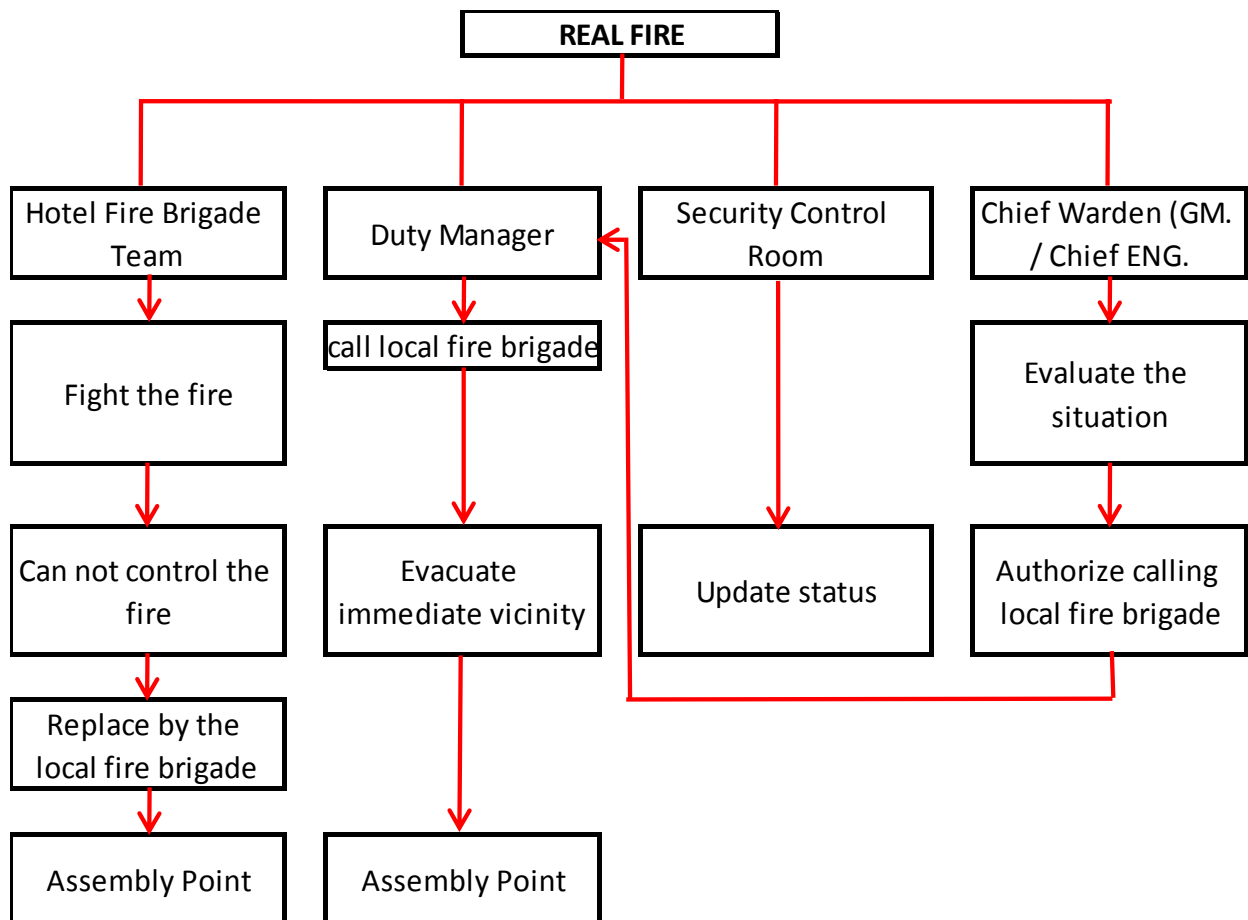 REAL FIRE
Hotel Fire Brigade
Team
Duty Manager
Security Control
Room
Chief Warden (GM.
/ Chief ENG.
Fight the fire
call local fire brigade
Evaluate the
situation
Can not control the
fire
Evacuate
immediate vicinity
Update status
Authorize calling
local fire brigade
Replace by the
local fire brigade
Assembly Point
Assembly Point